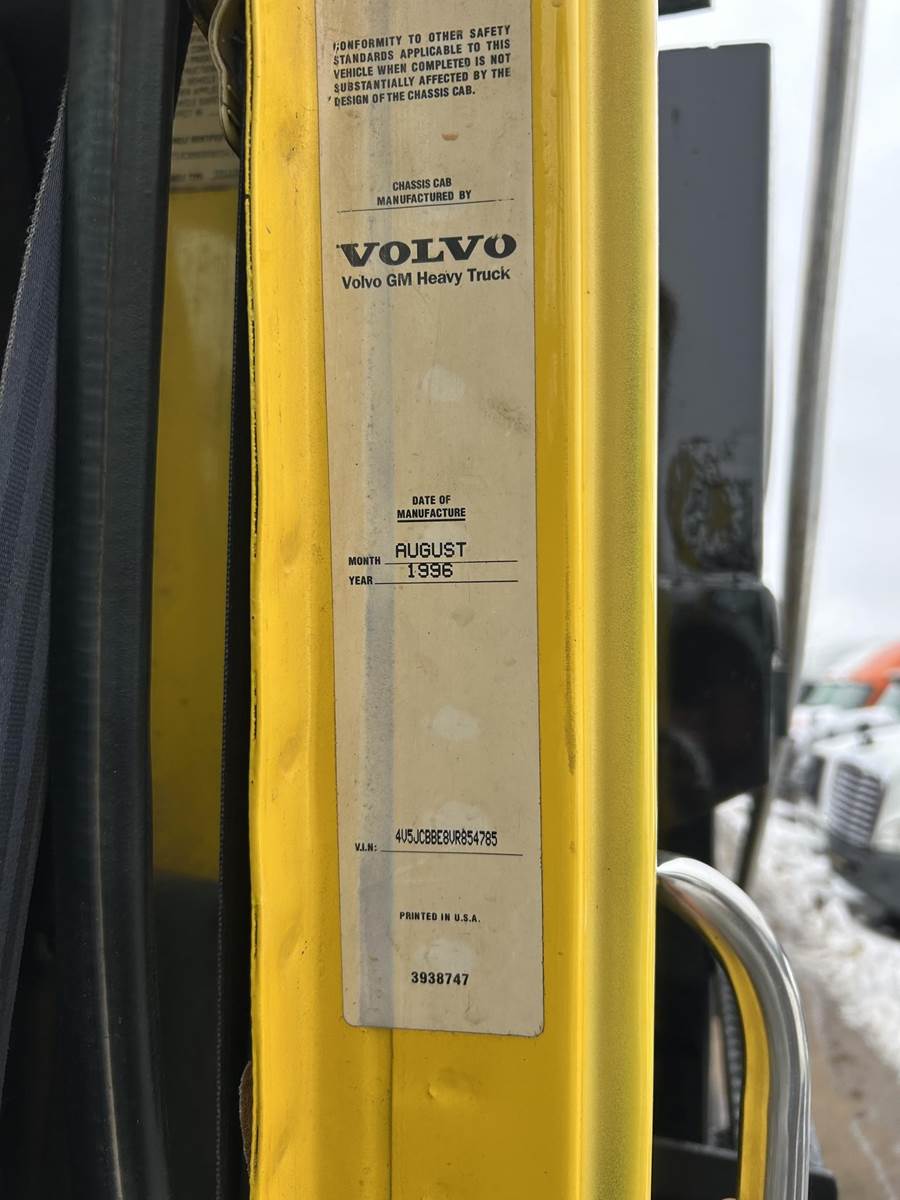 CONFORMITY TO OTHER SAFETY
STANDARDS APPLICABLE TO THIS
VEHICLE WHEN COMPLETED IS NOT
SUBSTANTIALLY AFFECTED BY THE
DESIGN OF THE CHASSIS CAB.
CHASSIS CAB
MANUFACTURED BY
VOLVO
Volvo GM Heavy Truck
DATE OF
MANUFACTURE
MONTH AUGUST
YEAR 1996
V.I.N: 4V5JCBBE8VR854785
PRINTED IN U.S.A.
3938747